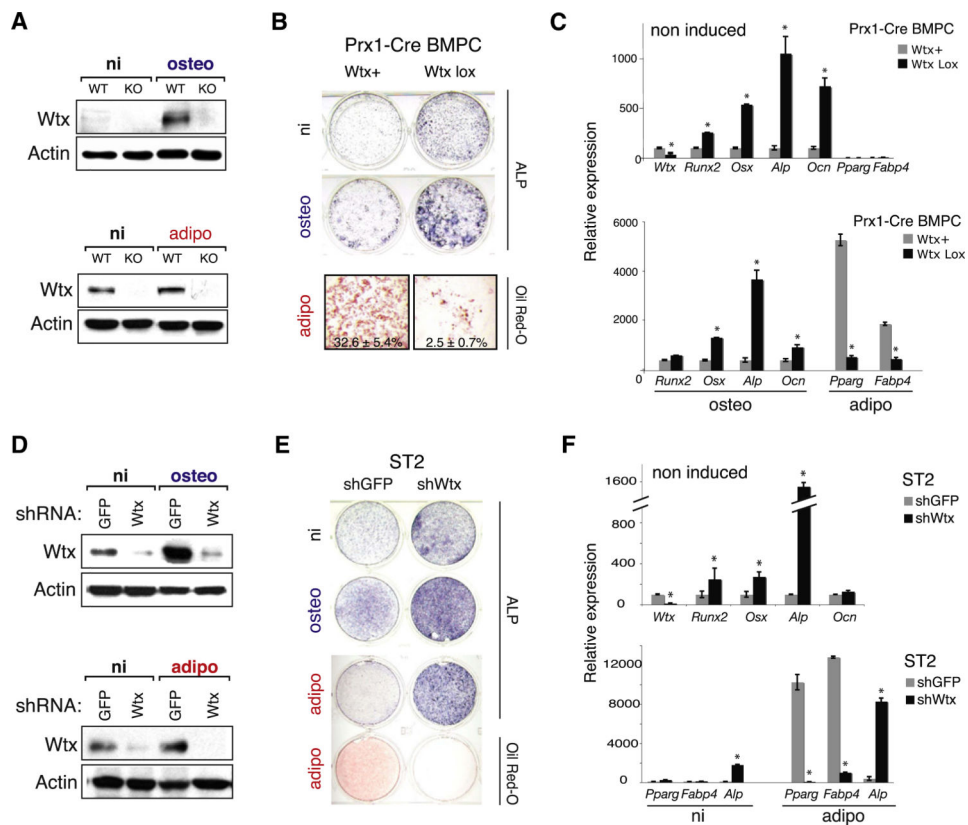 A
ni osteo
WT KO WT KO
Wtx
Actin
ni adipo
WT KO WT KO
Wtx
Actin
B
Prx1-Cre BMPC
Wtx+ Wtx lox
ni
osteo
ALP
adipo
32.6 ± 5.4% 2.5 ± 0.7%
Oil Red-O
C
non induced
Prx1-Cre BMPC
Wtx+
Wtx Lox
1000
500
0
* * * * *
Wtx Runx2 Osx Alp Ocn Pparg Fabp4
Relative expression
Prx1-Cre BMPC
Wtx+
Wtx Lox
6000
4000
2000
0
* * * * *
Runx2 Osx Alp Ocn Pparg Fabp4
osteo adipo
D
ni osteo
shRNA: GFP Wtx GFP Wtx
Wtx
Actin
ni adipo
shRNA: GFP Wtx GFP Wtx
Wtx
Actin
E
ST2
shGFP shWtx
ni
osteo
adipo
ALP
adipo
Oil Red-O
F
non induced
ST2
shGFP
shWtx
1600
800
400
200
0
* * * *
Wtx Runx2 Osx Alp Ocn
Relative expression
ST2
shGFP
shWtx
12000
9000
6000
3000
0
* * * *
Pparg Fabp4 Alp Pparg Fabp4 Alp
ni adipo